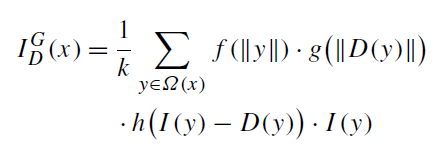 I_D^G(x) = \frac{1}{k} \sum_{y \in \Omega(x)} f(\|y\|) \cdot g(\|D(y)\|)
\cdot h(I(y) - D(y)) \cdot I(y)